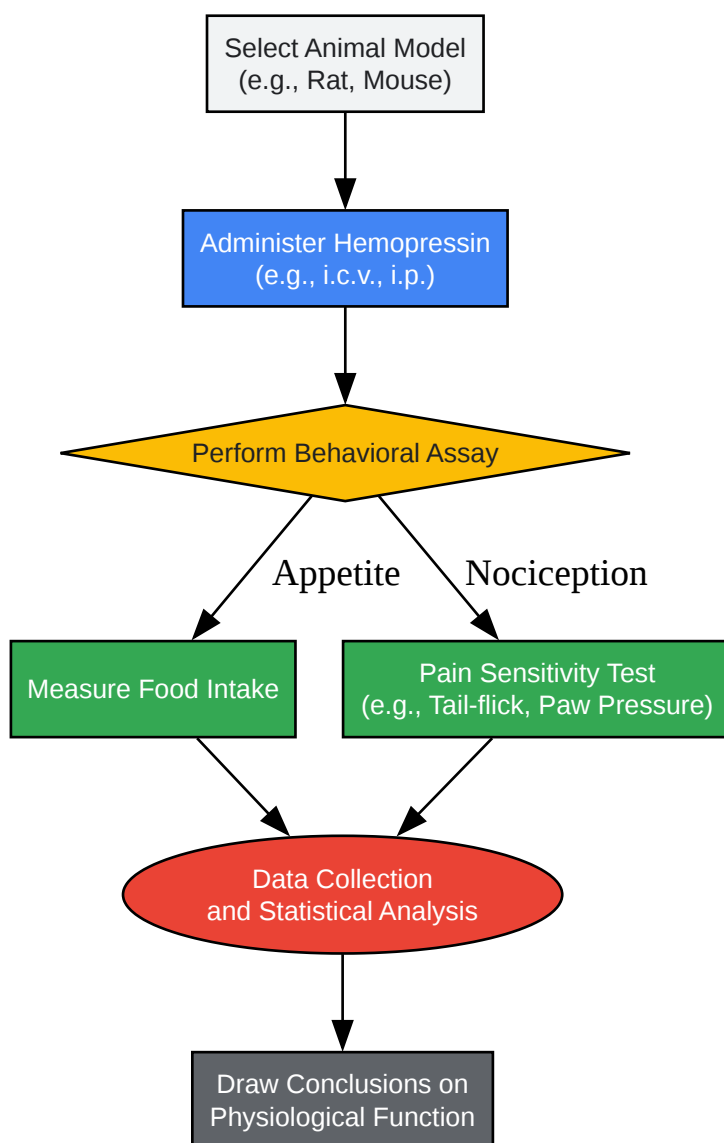 Select Animal Model
(e.g., Rat, Mouse)
Administer Hemopressin
(e.g., i.c.v., i.p.)
Perform Behavioral Assay
Appetite
Nociception
Measure Food Intake
Pain Sensitivity Test
(e.g., Tail-flick, Paw Pressure)
Data Collection
and Statistical Analysis
Draw Conclusions on
Physiological Function